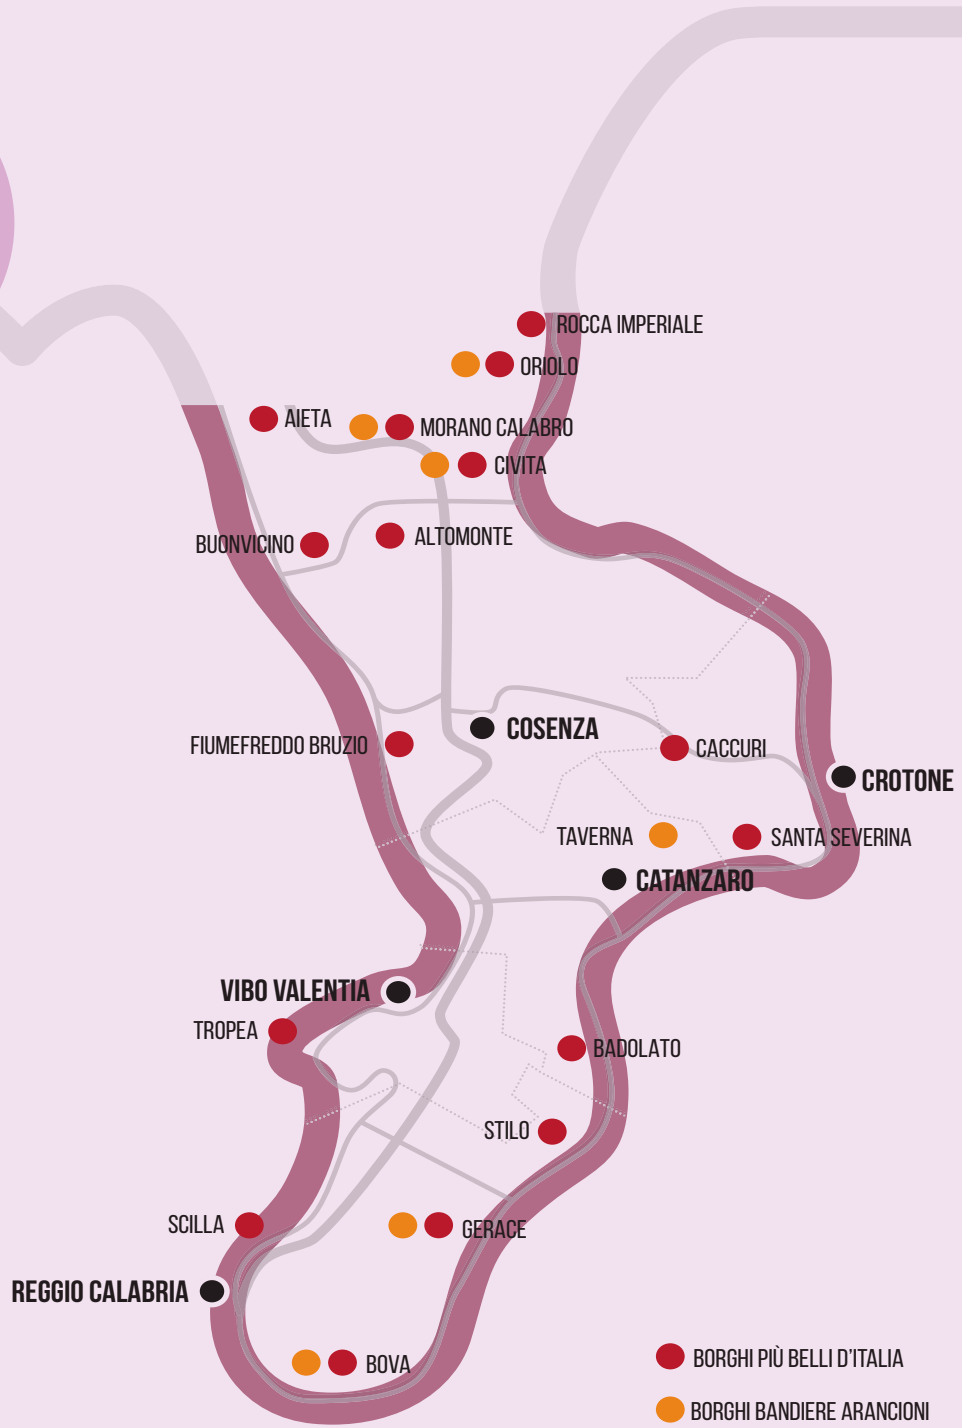 ROCCA IMPERIALE
ORIOLO
AIETA
MORANO CALABRO
CIVITA
ALTOMONTE
BUONVICINO
COSENZA
FIUMEFREDDO BRUZIO
CACCURI
CROTONE
TAVERNA
SANTA SEVERINA
CATANZARO
VIBO VALENTIA
TROPEA
BADOLATO
STILO
SCILLA
GERACE
REGGIO CALABRIA
BOVA
BORGHI PIÙ BELLI D'ITALIA
BORGHI BANDIERE ARANCIONI